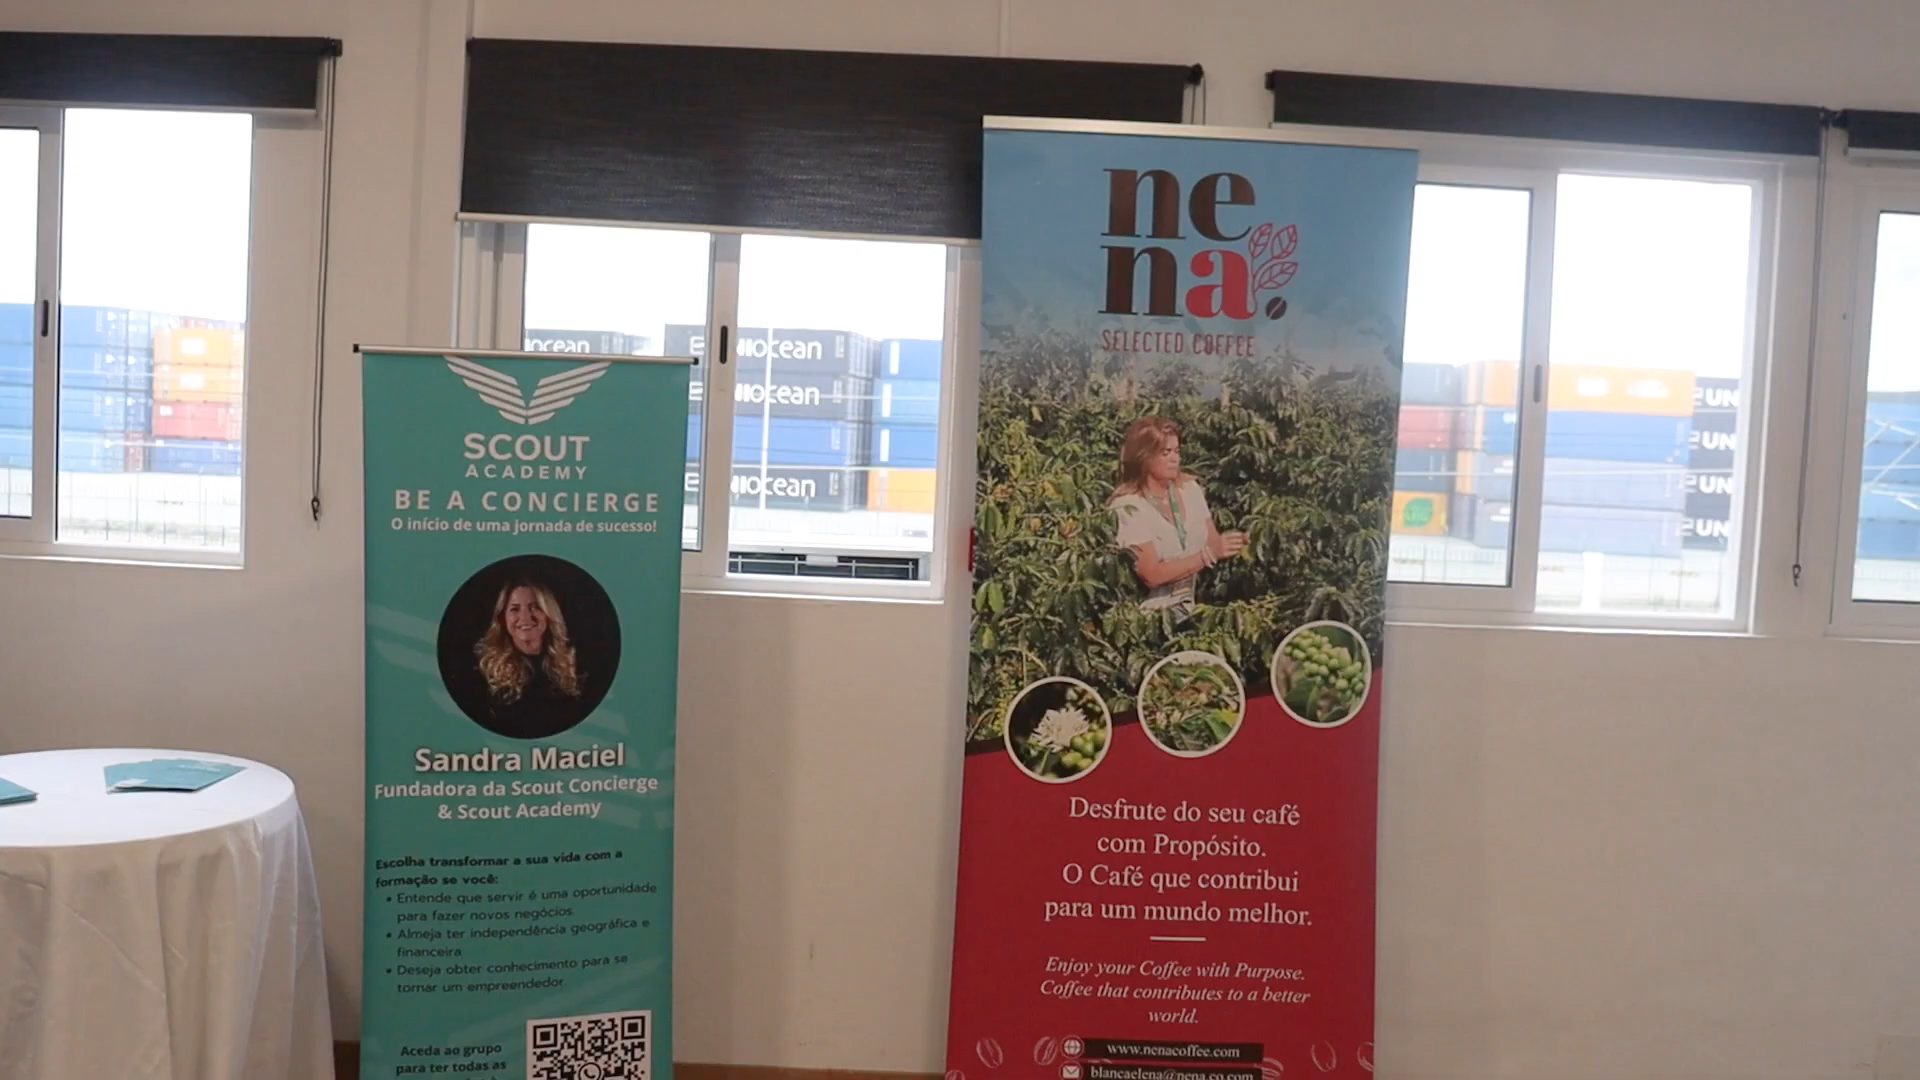 SCOUT
ACADEMY
BE A CONCIERGE
O início de uma jornada de sucesso!
Sandra Maciel
Fundadora da Scout Concierge
& Scout Academy
Escolha transformar a sua vida com a
formação se você:
• Entende que servir é uma oportunidade
para fazer novos negócios
• Almeja ter independência geográfica e
financeira
• Deseja obter conhecimento para se
tornar um empreendedor
Aceda ao grupo
para ter todas as
ne
na.
SELECTED COFFEE
Desfrute do seu café
com Propósito.
O Café que contribui
para um mundo melhor.
Enjoy your Coffee with Purpose.
Coffee that contributes to a better
world.
www.nenacoffee.com
blancaelena@nena.co.com
ocean
ocean
ocean
ocean
UN
UN
UN
UN